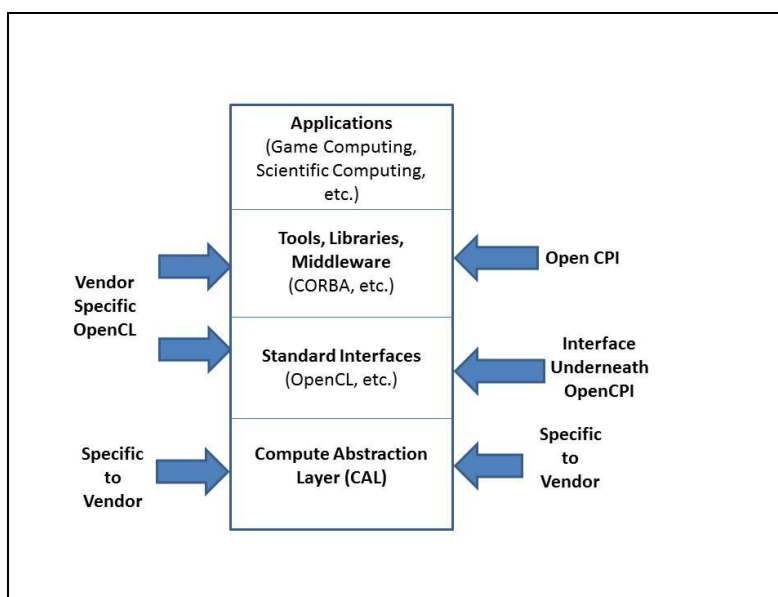 Applications
(Game Computing,
Scientific Computing,
etc.)
Tools, Libraries,
Middleware
(CORBA, etc.)
Standard Interfaces
(OpenCL, etc.)
Compute Abstraction
Layer (CAL)
Vendor
Specific
OpenCL
Specific
to
Vendor
Open CPI
Interface
Underneath
OpenCPI
Specific
to
Vendor